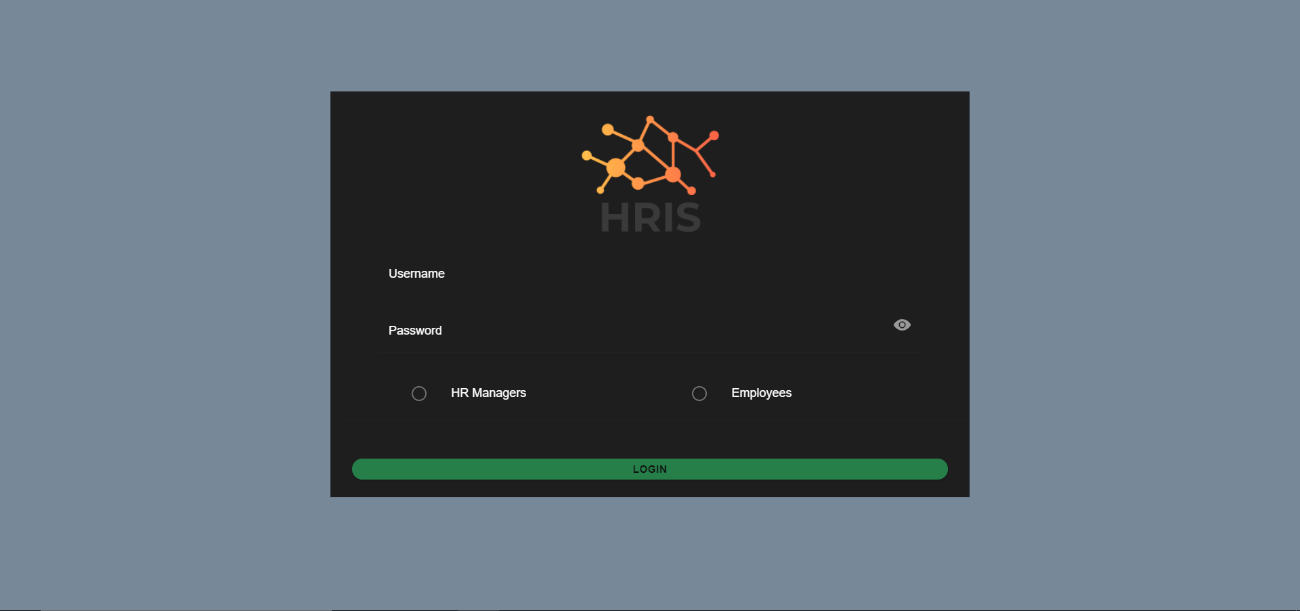 HRIS
Username
Password
HR Managers Employees
LOGIN